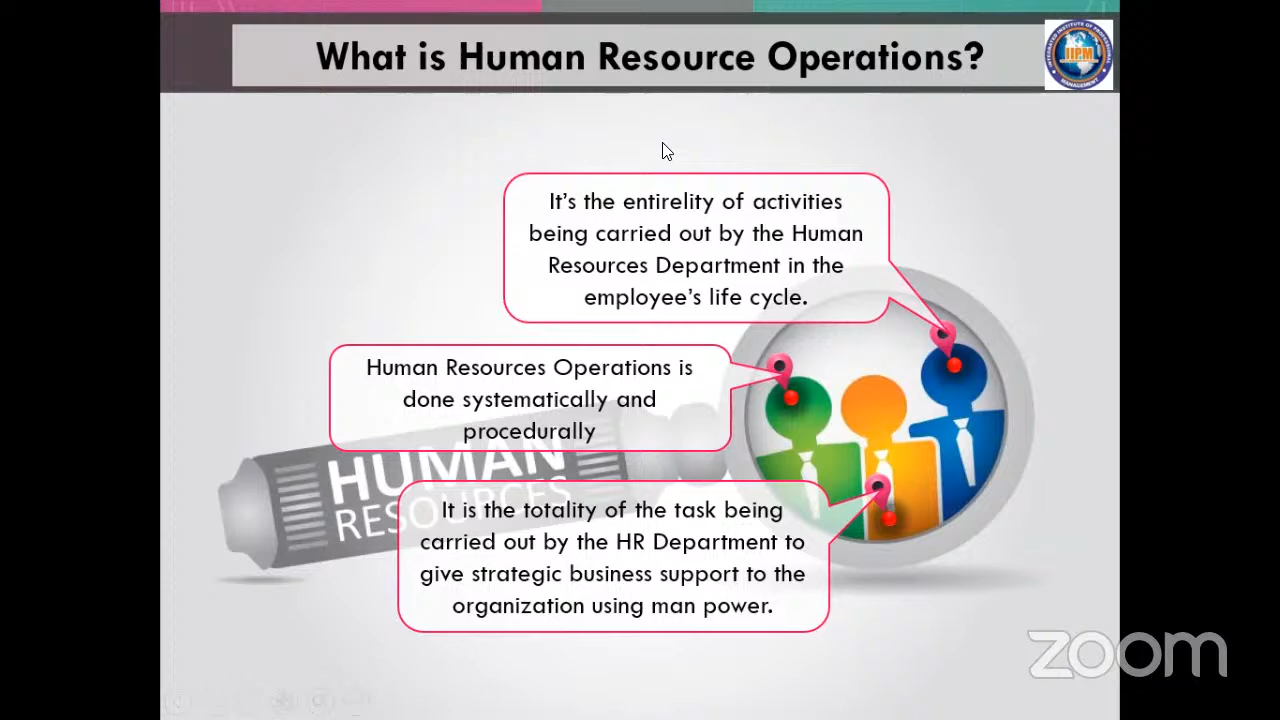 What is Human Resource Operations?
IIPM
MANAGEMENT
It's the entirelity of activities
being carried out by the Human
Resources Department in the
employee's life cycle.
Human Resources Operations is
done systematically and
procedurally
HUMAN
RESOURCES
It is the totality of the task being
carried out by the HR Department to
give strategic business support to the
organization using man power.
zoom